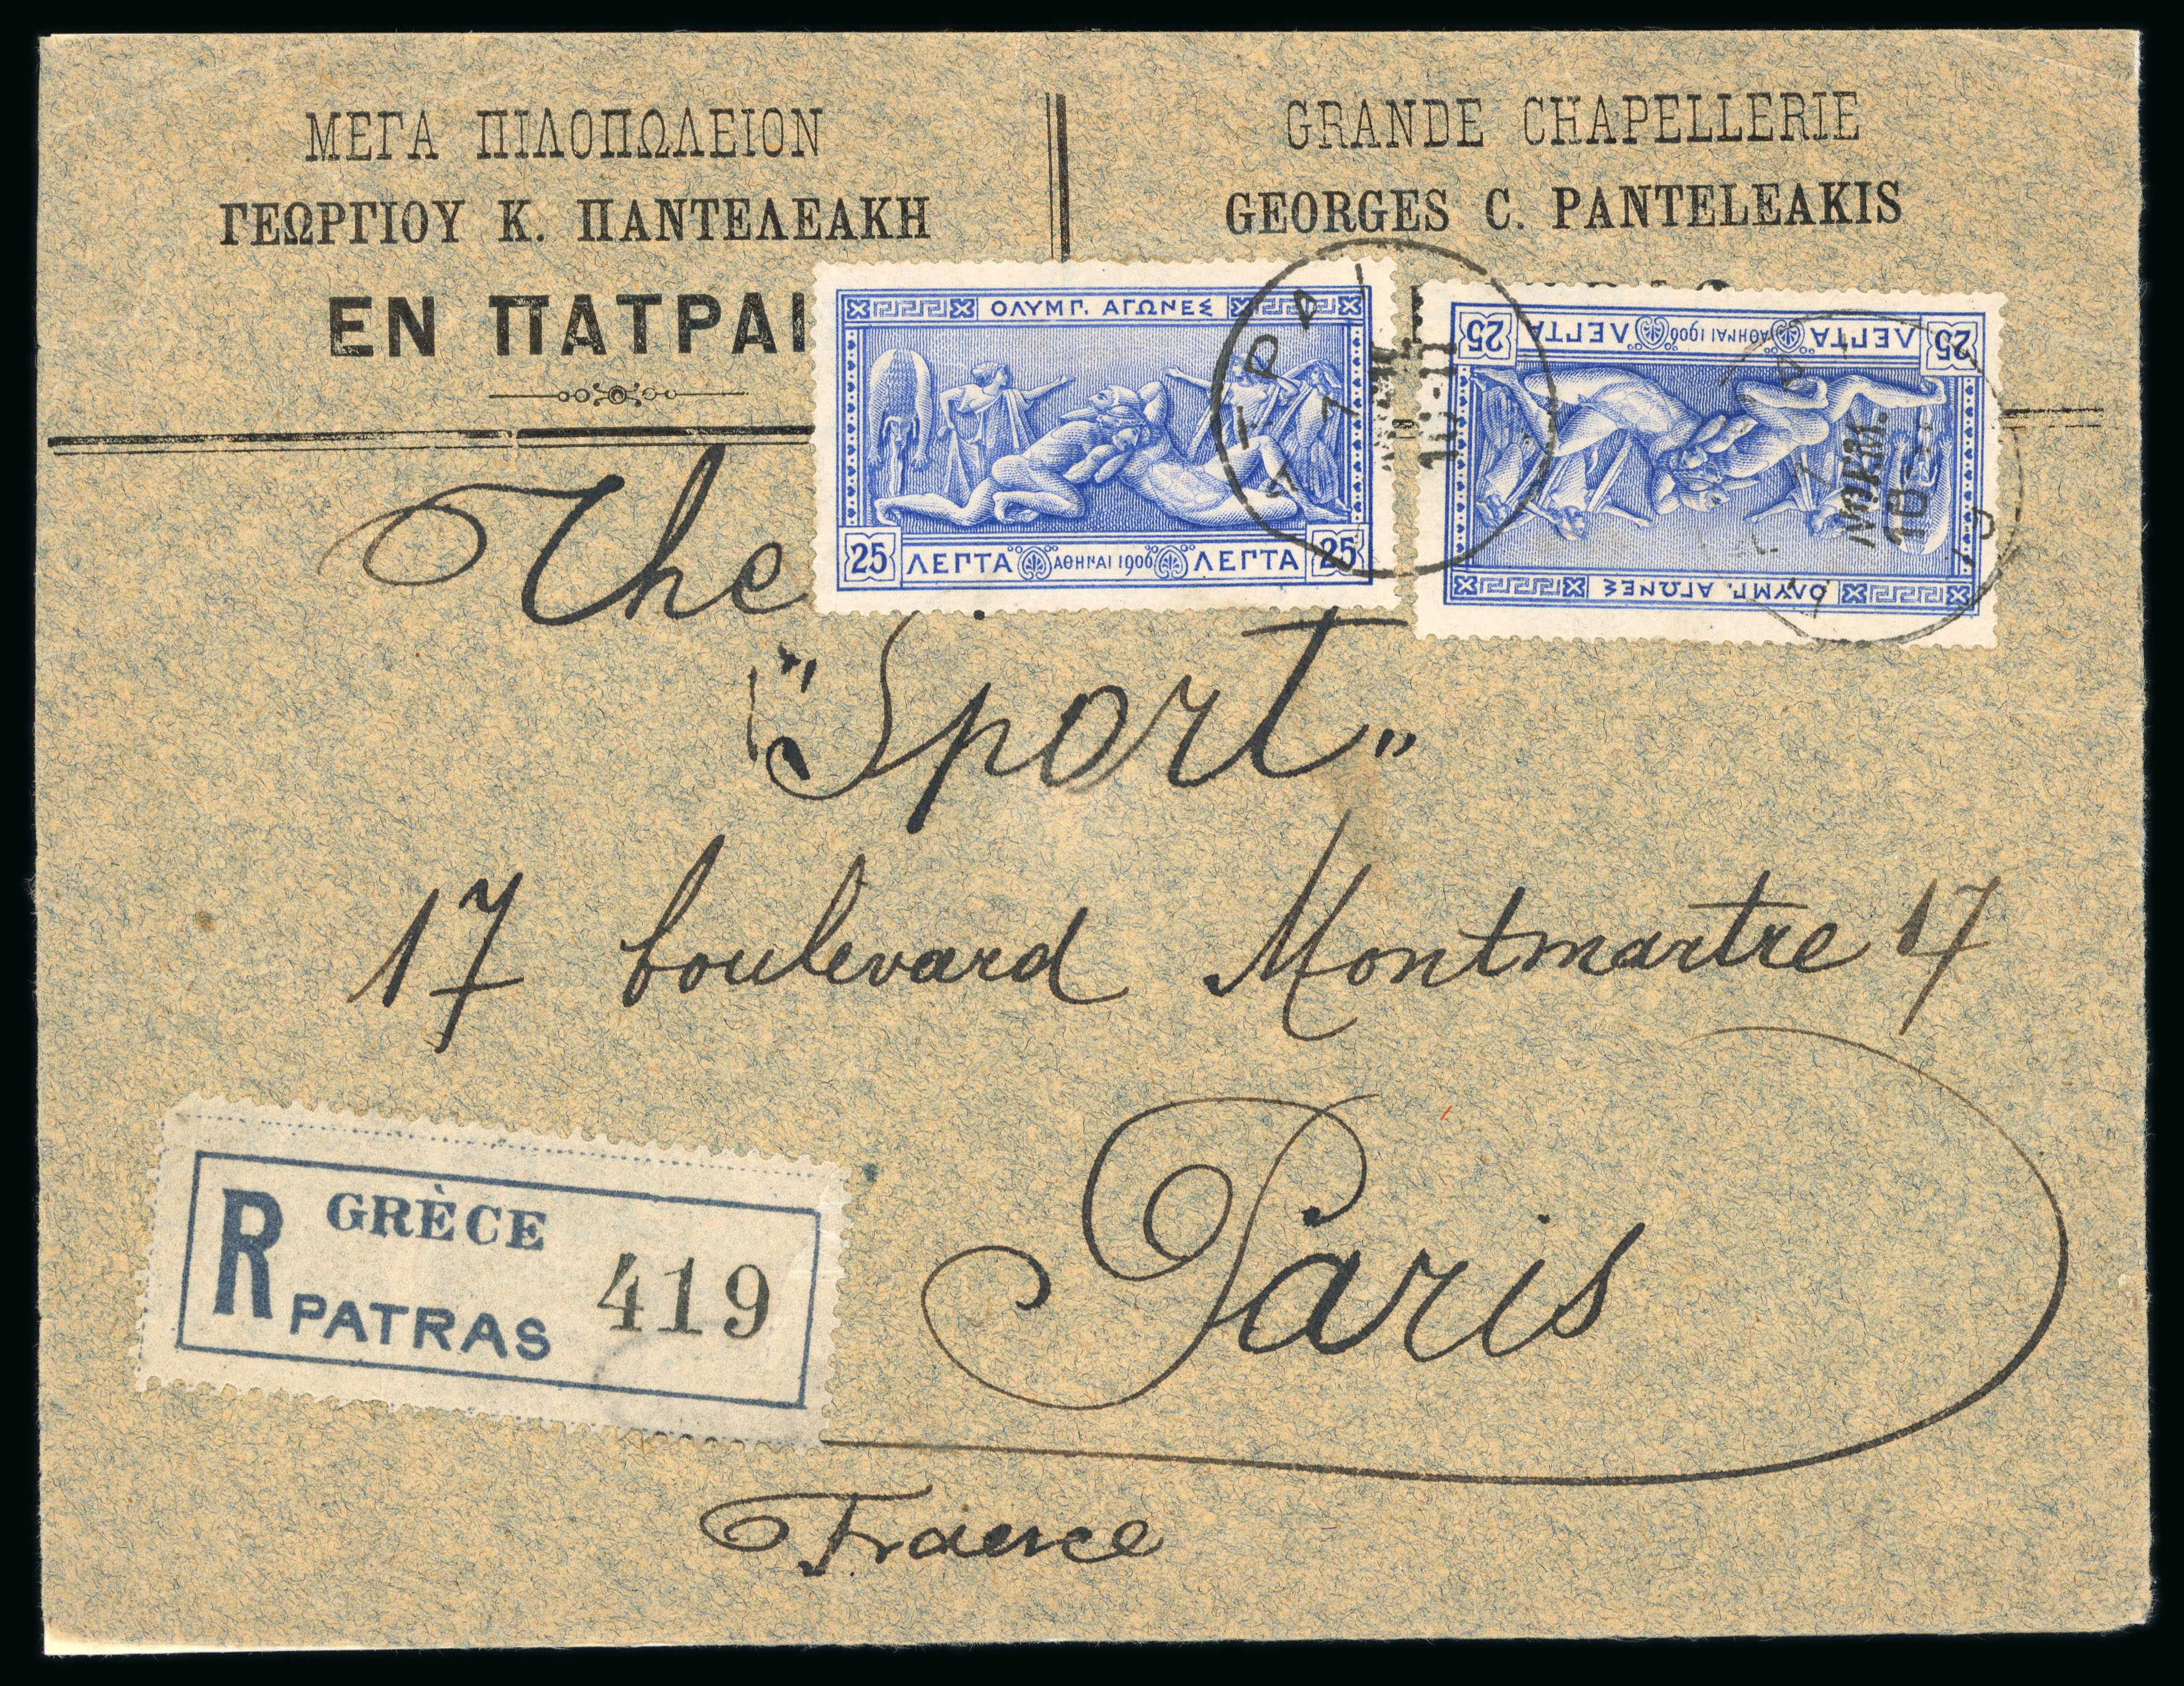 ΜΕΓΑ ΠΙΛΟΠΩΛΕΙΟΝ
ΓΕΩΡΓΙΟΥ Κ. ΠΑΝΤΕΛΕΑΚΗ
ΕΝ ΠΑΤΡΑΙ
GRANDE CHAPELLERIE
GEORGES C. PANTELEAKIS
ΟΛΥΜΠ. ΑΓΩΝΕΣ
25 ΛΕΠΤΑ ΑΘΗΝΑΙ 1906 ΛΕΠΤΑ 25
25 ΛΕΠΤΑ ΑΘΗΝΑΙ 1906 ΛΕΠΤΑ 25
ΟΛΥΜΠ. ΑΓΩΝΕΣ
The
"Sport"
17 boulevard Montmartre 17
Paris
France
R GRÈCE
PATRAS 419